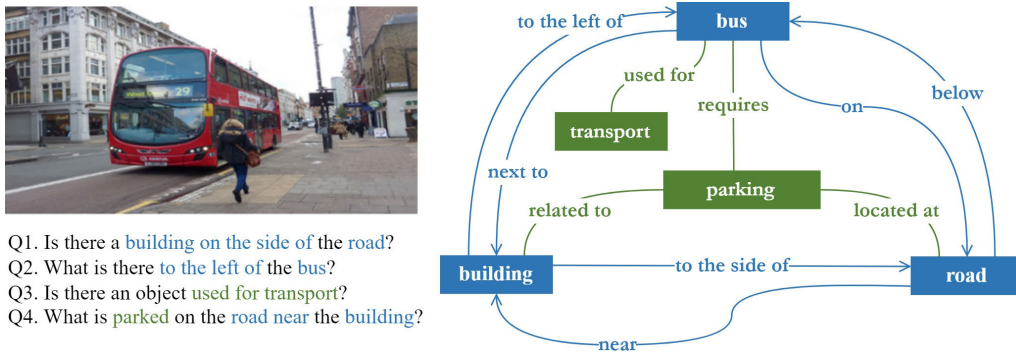 29
Q1. Is there a building on the side of the road?
Q2. What is there to the left of the bus?
Q3. Is there an object used for transport?
Q4. What is parked on the road near the building?
to the left of
bus
used for
requires
on
below
transport
next to
parking
related to
located at
building
to the side of
road
near